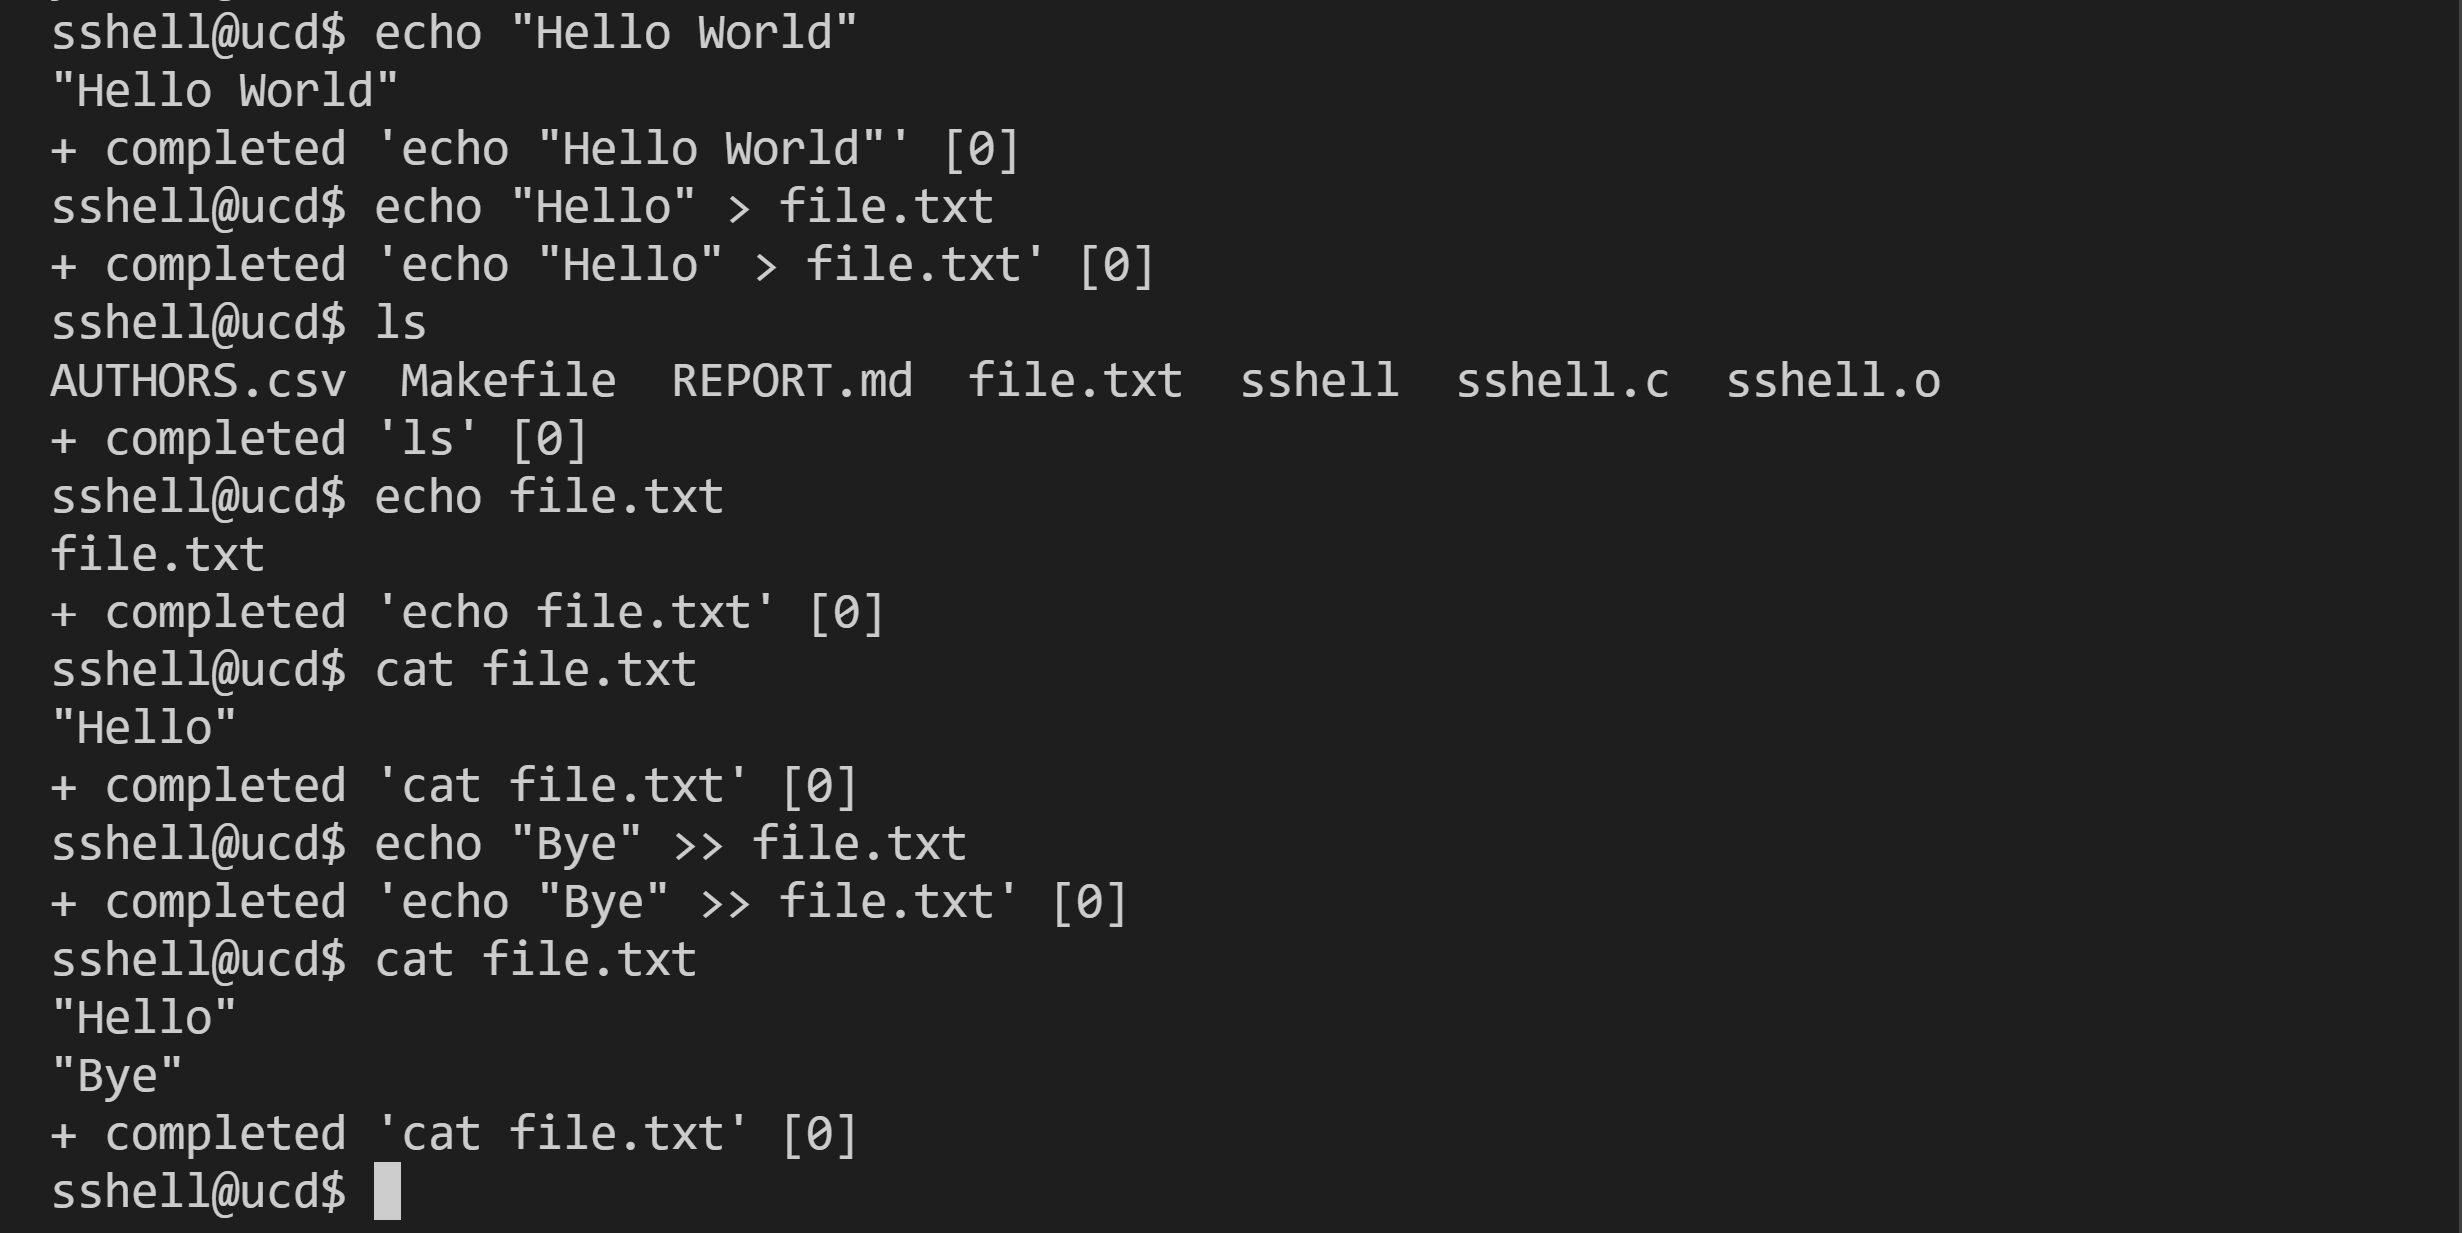 sshell@ucd$ echo "Hello World"
"Hello World"
+ completed 'echo "Hello World"' [0]
sshell@ucd$ echo "Hello" > file.txt
+ completed 'echo "Hello" > file.txt' [0]
sshell@ucd$ ls
AUTHORS.csv  Makefile  REPORT.md  file.txt  sshell  sshell.c  sshell.o
+ completed 'ls' [0]
sshell@ucd$ echo file.txt
file.txt
+ completed 'echo file.txt' [0]
sshell@ucd$ cat file.txt
"Hello"
+ completed 'cat file.txt' [0]
sshell@ucd$ echo "Bye" >> file.txt
+ completed 'echo "Bye" >> file.txt' [0]
sshell@ucd$ cat file.txt
"Hello"
"Bye"
+ completed 'cat file.txt' [0]
sshell@ucd$